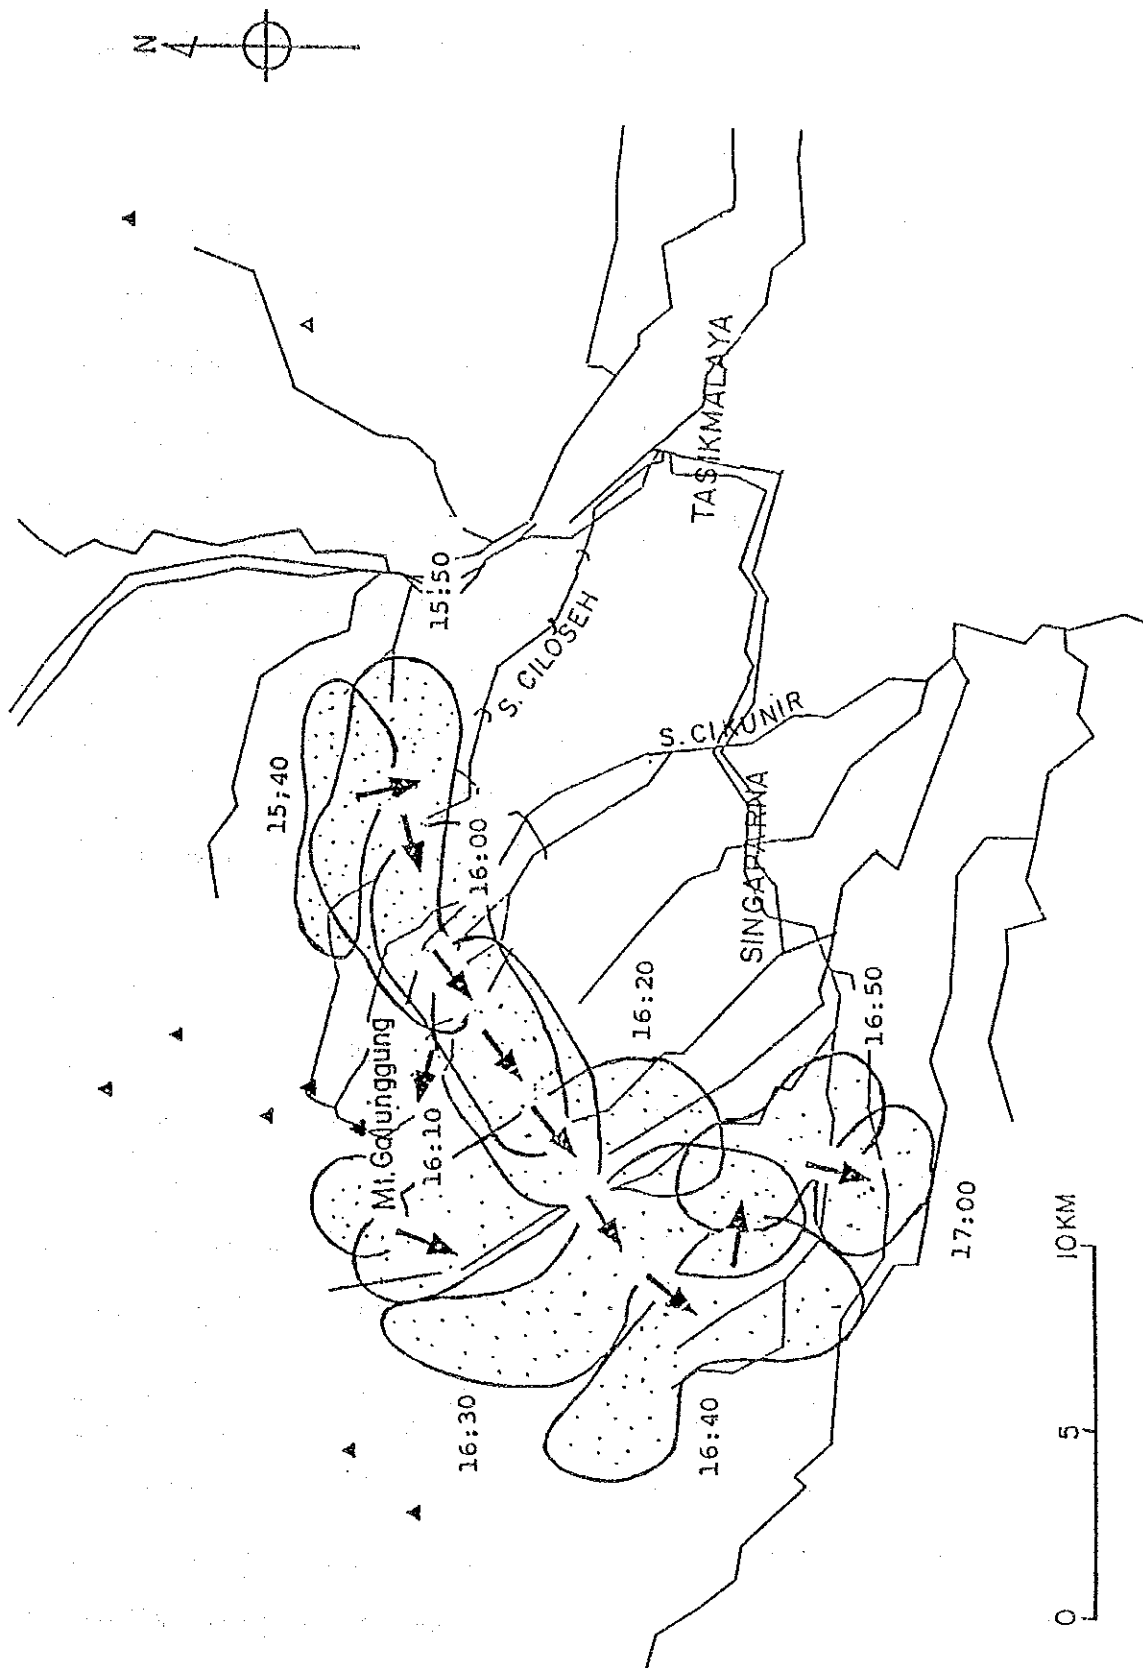 N
15;40
15:50
S. CILOSEH
TASIKMALAYA
16:00
S. CIKUNIR
SINGAPARNA
Mt. Galunggung
16:10
16:20
16:50
16:30
16:40
17:00
0
5
10KM